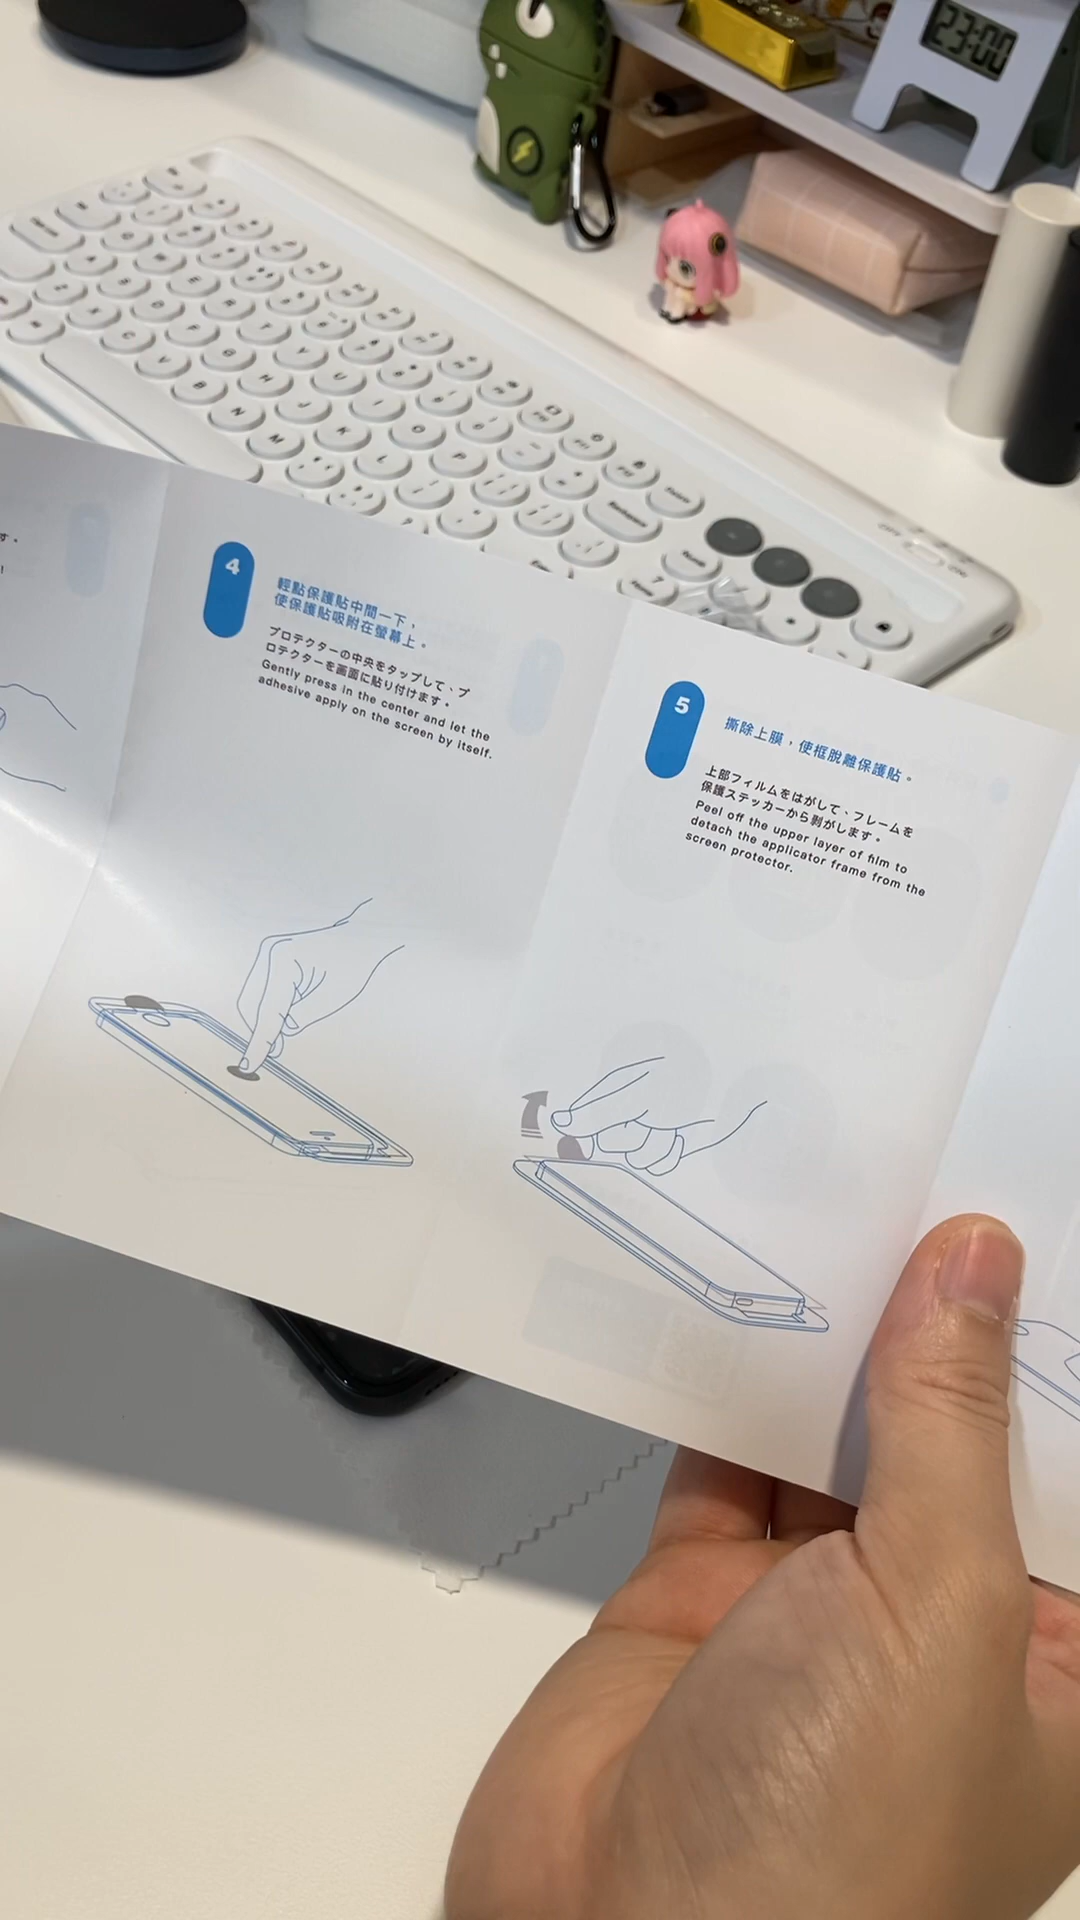 23:00
4
輕點保護貼中間一下，
使保護貼吸附在螢幕上。
プロテクターの中央をタップして、プ
ロテクターを画面に貼り付けます。
Gently press in the center and let the
adhesive apply on the screen by itself.
5
撕除上膜，使框脫離保護貼。
上部フィルムをはがして、フレームを
保護ステッカーから剥がします。
Peel off the upper layer of film to
detach the applicator frame from the
screen protector.